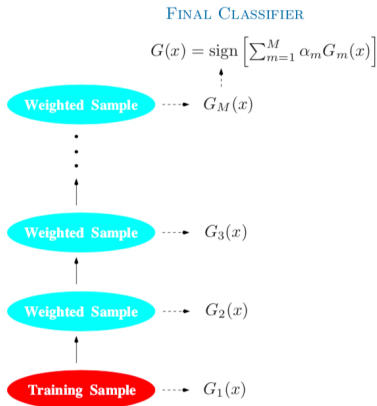 FINAL CLASSIFIER
G(x) = sign [∑_{m=1}^{M} α_m G_m(x)]
Weighted Sample G_M(x)
Weighted Sample G_3(x)
Weighted Sample G_2(x)
Training Sample G_1(x)